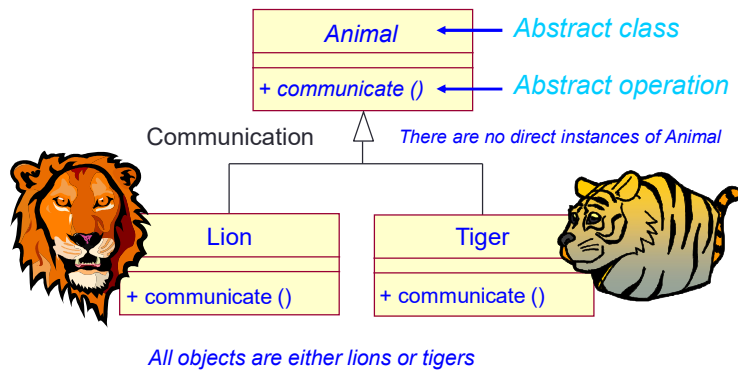 Animal
Abstract class
+ communicate ()
Abstract operation
Communication
There are no direct instances of Animal
Lion
Tiger
+ communicate ()
+ communicate ()
All objects are either lions or tigers